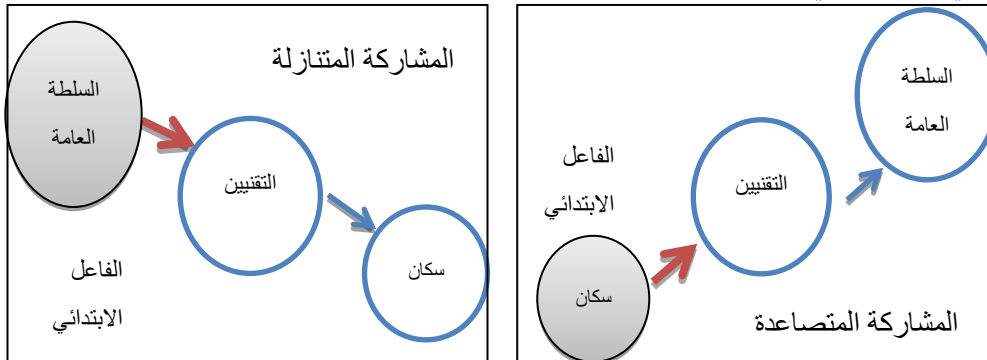 المشاركة المتصاعدة
السلطة
العامة
التقنيين
الفاعل
الابتدائي
سكان
المشاركة المتنازلة
السلطة
العامة
التقنيين
سكان
الفاعل
الابتدائي